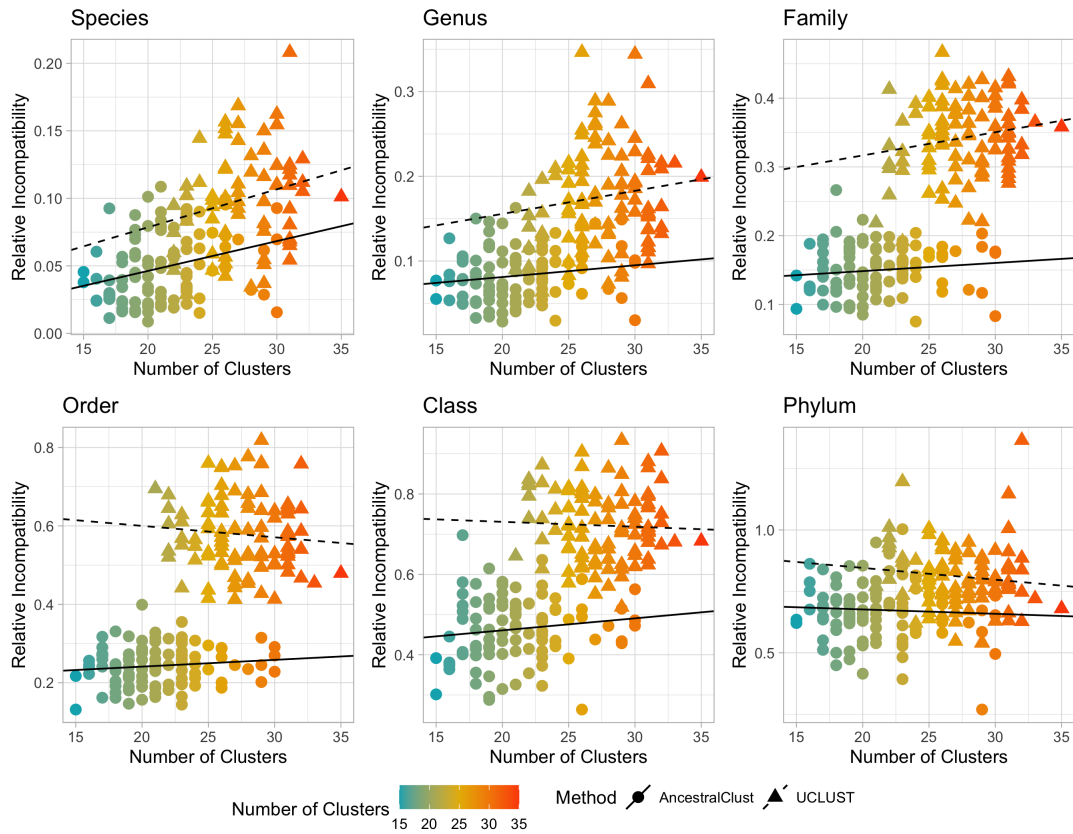 Species
Genus
Family
Relative Incompatibility
0.20
0.15
0.10
0.05
0.00
15 20 25 30 35
Number of Clusters
Relative Incompatibility
0.3
0.2
0.1
15 20 25 30 35
Number of Clusters
Relative Incompatibility
0.4
0.3
0.2
0.1
15 20 25 30 35
Number of Clusters
Order
Class
Phylum
Relative Incompatibility
0.8
0.6
0.4
0.2
15 20 25 30 35
Number of Clusters
Relative Incompatibility
0.8
0.6
0.4
15 20 25 30 35
Number of Clusters
Relative Incompatibility
1.0
0.5
15 20 25 30 35
Number of Clusters
Number of Clusters
15 20 25 30 35
Method AncestralClust UCLUST